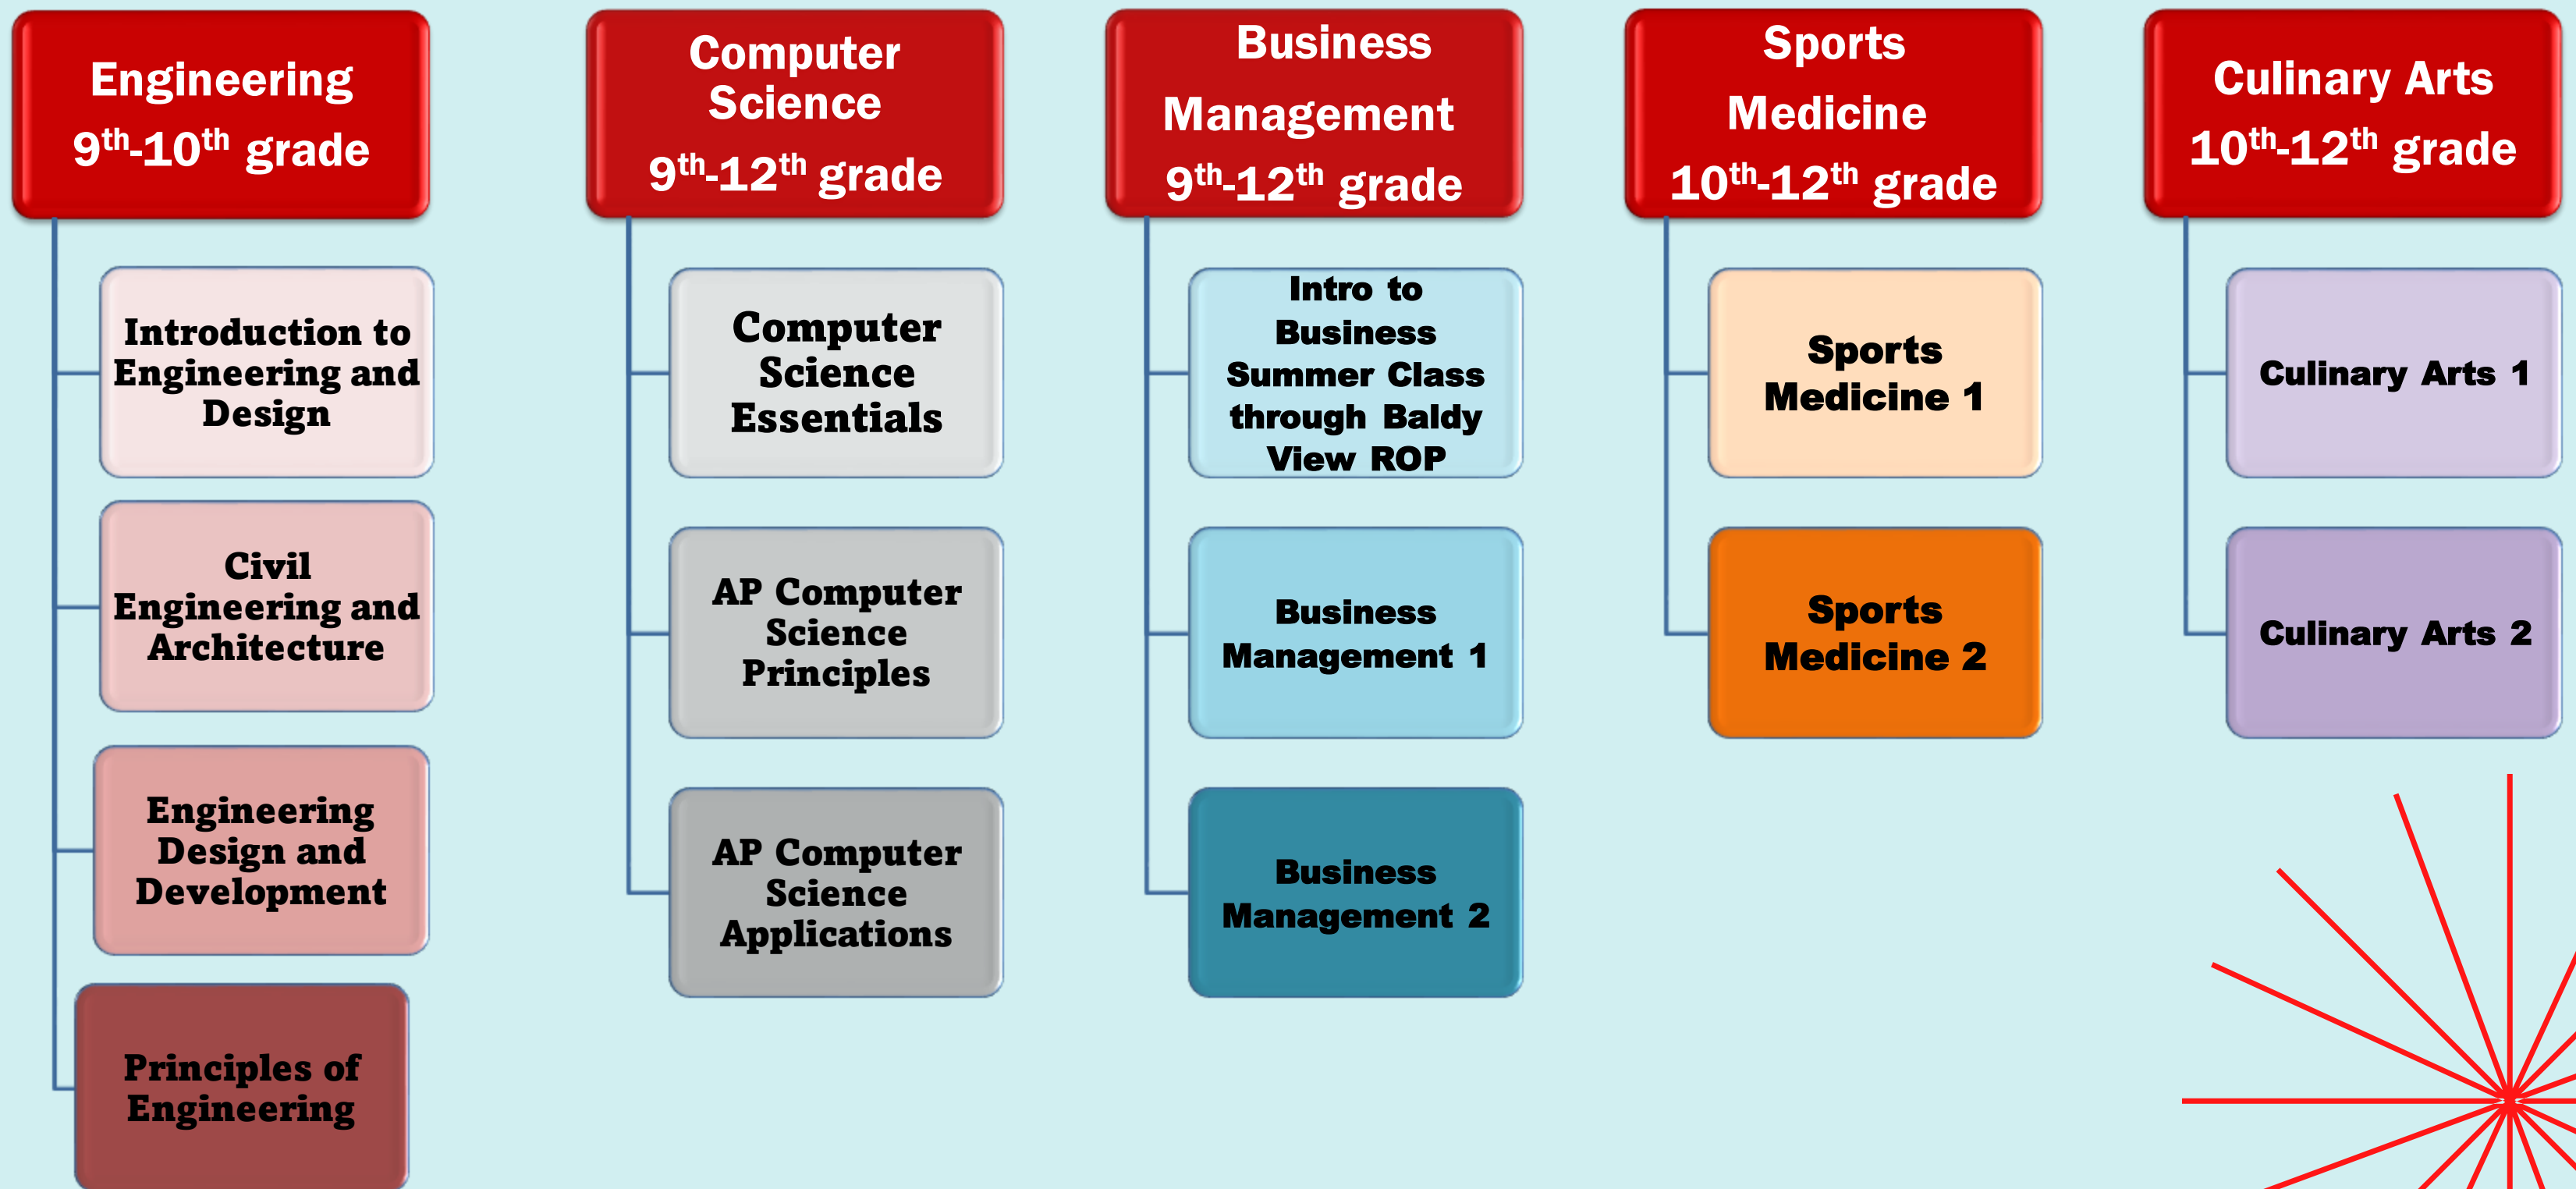 Engineering
9th-10th grade
Introduction to
Engineering and
Design
Civil
Engineering and
Architecture
Engineering
Design and
Development
Principles of
Engineering
Computer
Science
9th-12th grade
Computer
Science
Essentials
AP Computer
Science
Principles
AP Computer
Science
Applications
Business
Management
9th-12th grade
Intro to
Business
Summer Class
through Baldy
View ROP
Business
Management 1
Business
Management 2
Sports
Medicine
10th-12th grade
Sports
Medicine 1
Sports
Medicine 2
Culinary Arts
10th-12th grade
Culinary Arts 1
Culinary Arts 2